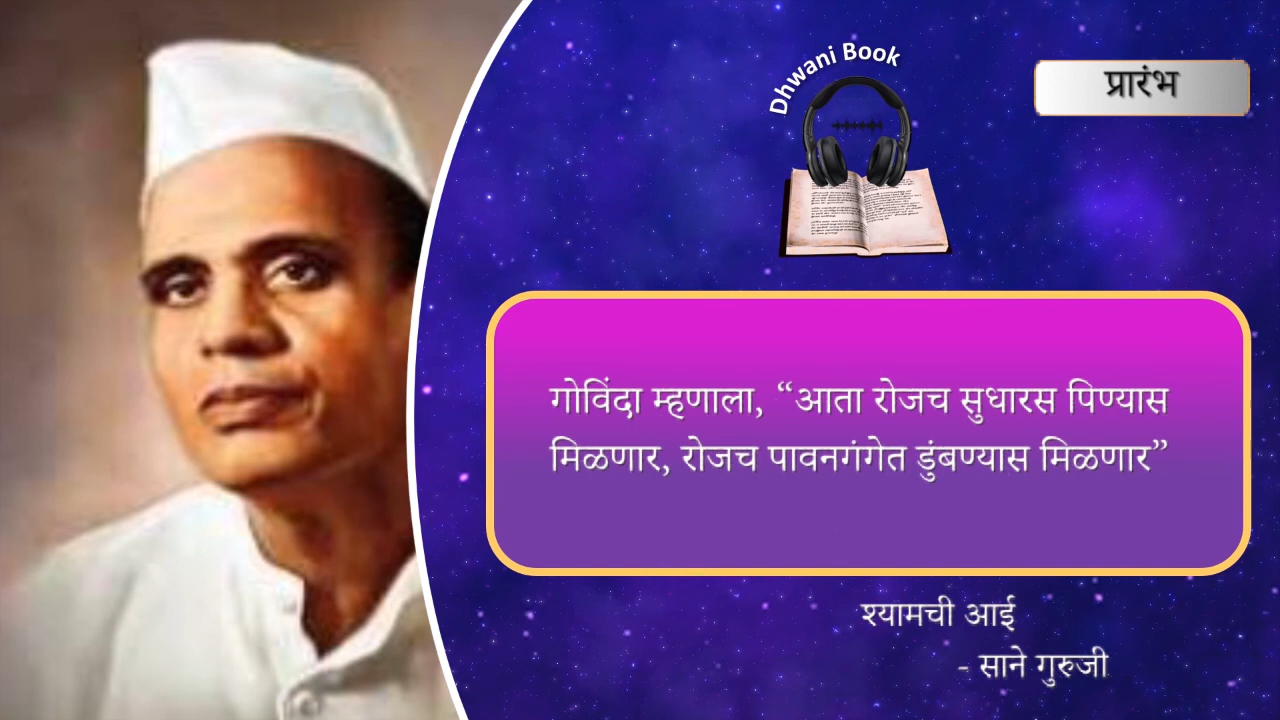 Dhwani Book
प्रारंभ
गोविंदा म्हणाला, “आता रोजच सुधारस पिण्यास
मिळणार, रोजच पावनगंगेत डुंबण्यास मिळणार”
श्यामची आई
- साने गुरुजी